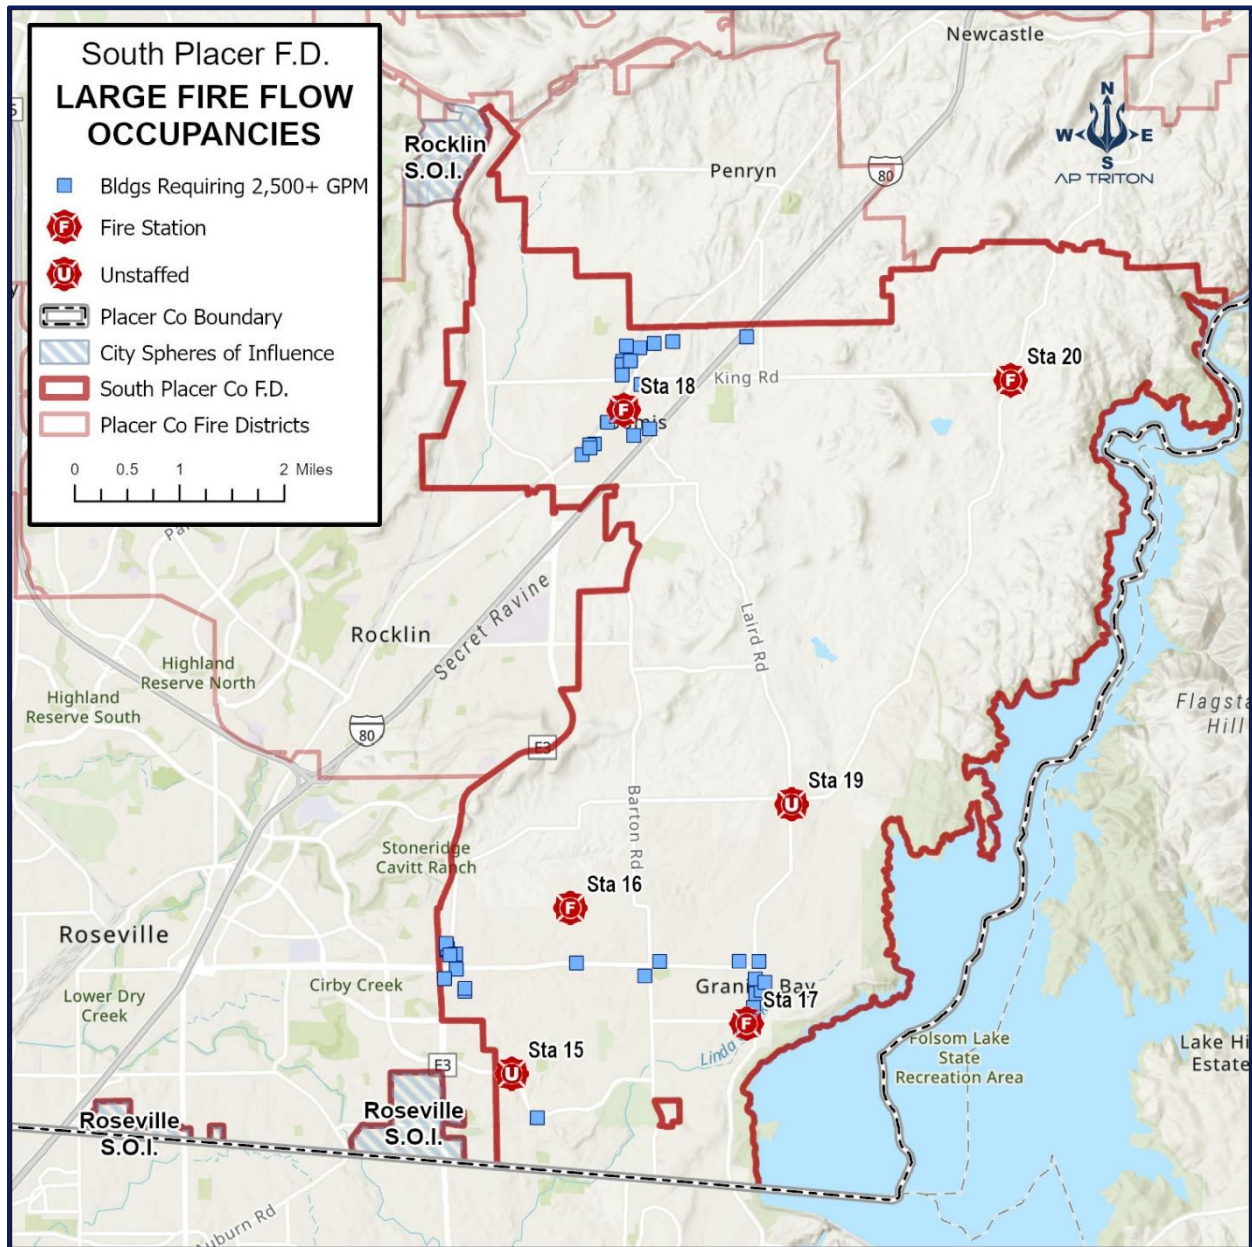 South Placer F.D.
LARGE FIRE FLOW
OCCUPANCIES
Bldgs Requiring 2,500+ GPM
F
Fire Station
U
Unstaffed
Placer Co Boundary
City Spheres of Influence
South Placer Co F.D.
Placer Co Fire Districts
0 0.5 1 2 Miles
Newcastle
N
W E
S
AP TRITON
Rocklin
S.O.I.
Penryn
80
Sta 18
F
King Rd
Sta 20
F
Secret Ravine
Rocklin
Laird Rd
Highland
Reserve North
Highland
Reserve South
Hill
80
E3
Sta 19
U
Barton Rd
Stoneridge
Cavitt Ranch
Sta 16
F
Roseville
Cirby Creek
Lower Dry
Creek
Bay
Sta 17
F
Linda
Sta 15
U
E3
Folsom Lake
State
Recreation Area
Roseville
S.O.I.
Roseville
S.O.I.
Auburn Rd